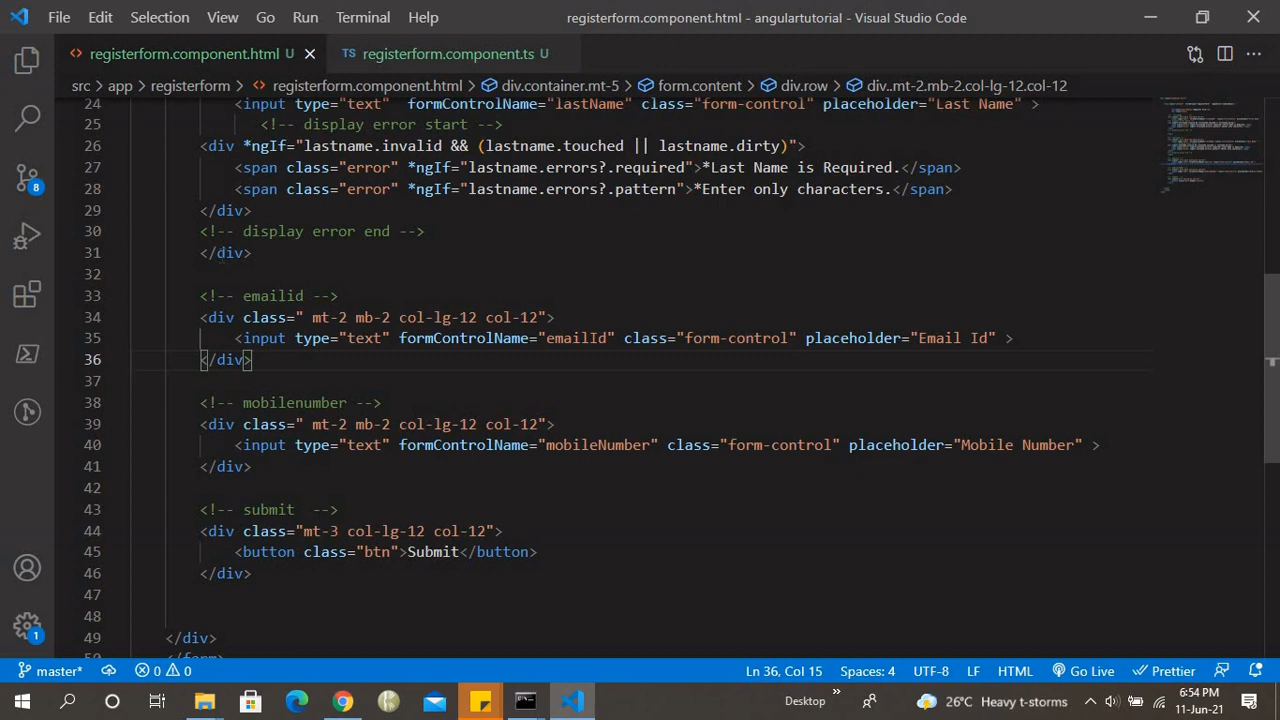 File Edit Selection View Go Run Terminal Help registerform.component.html - angulartutorial - Visual Studio Code
<> registerform.component.html U × TS registerform.component.ts U
src > app > registerform > <> registerform.component.html > div.container.mt-5 > form.content > div.row > div..mt-2.mb-2.col-lg-12.col-12
24 <input type="text" formControlName="lastName" class="form-control" placeholder="Last Name" >
25 <!-- display error start
26 <div *ngIf="lastname.invalid && (lastname.touched || lastname.dirty)">
27 <span class="error" *ngIf="lastname.errors?.required">*Last Name is Required.</span>
28 <span class="error" *ngIf="lastname.errors?.pattern">*Enter only characters.</span>
29 </div>
30 <!-- display error end -->
31 </div>
32
33 <!-- emailid -->
34 <div class=" mt-2 mb-2 col-lg-12 col-12">
35 <input type="text" formControlName="emailId" class="form-control" placeholder="Email Id" >
36 </div>
37
38 <!-- mobilenumber -->
39 <div class=" mt-2 mb-2 col-lg-12 col-12">
40 <input type="text" formControlName="mobileNumber" class="form-control" placeholder="Mobile Number" >
41 </div>
42
43 <!-- submit  -->
44 <div class="mt-3 col-lg-12 col-12">
45 <button class="btn">Submit</button>
46 </div>
47
48
49 </div>
8
1
master* 0 0 Ln 36, Col 15 Spaces: 4 UTF-8 LF HTML Go Live Prettier
Desktop 26°C Heavy t-storms 6:54 PM
11-Jun-21